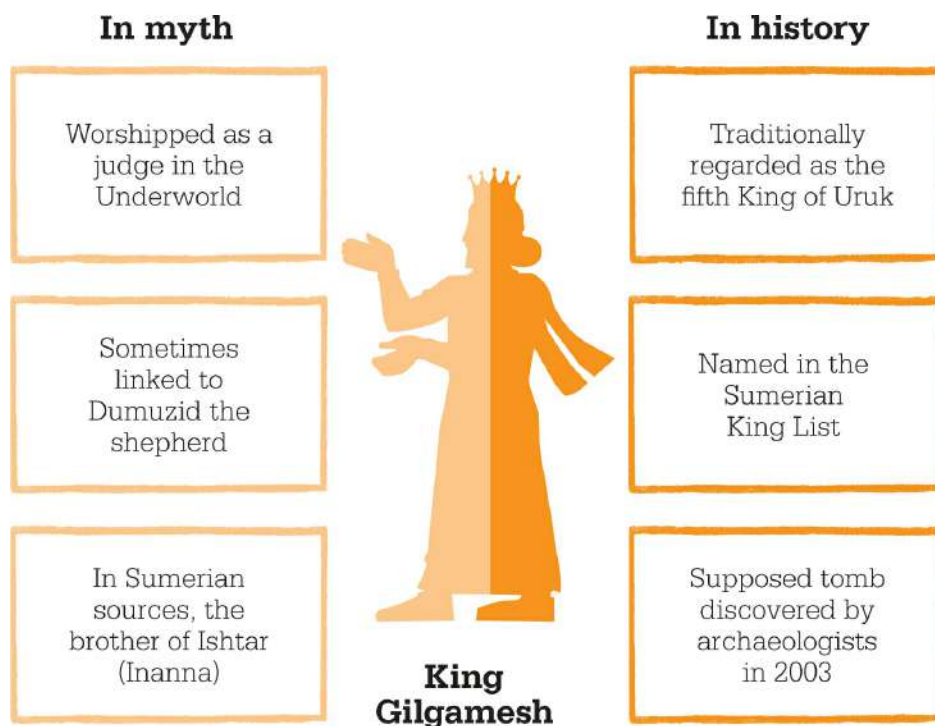 In myth
Worshipped as a
judge in the
Underworld
Sometimes
linked to
Dumuzid the
shepherd
In Sumerian
sources, the
brother of Ishtar
(Inanna)
King
Gilgamesh
In history
Traditionally
regarded as the
fifth King of Uruk
Named in the
Sumerian
King List
Supposed tomb
discovered by
archaeologists
in 2003